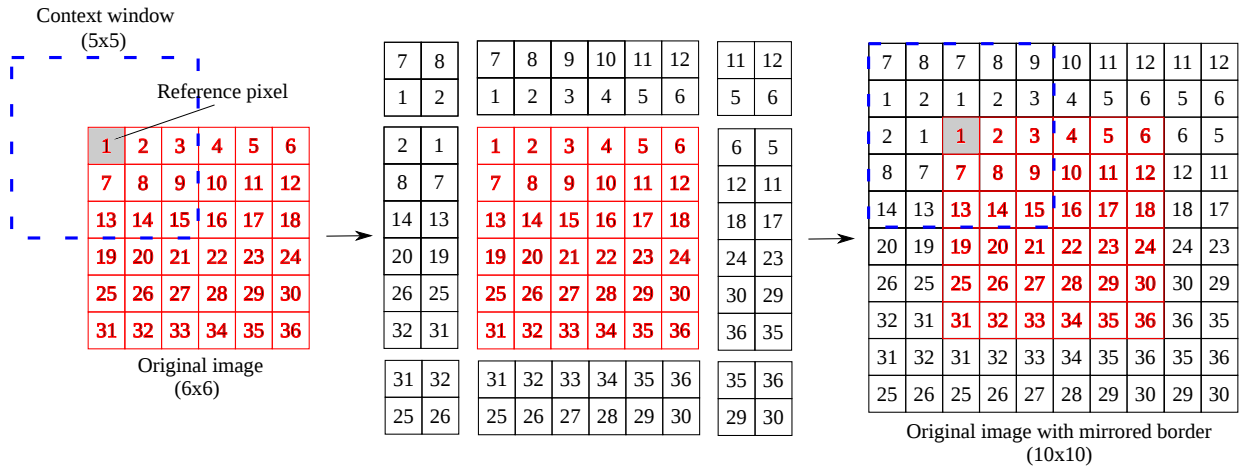 Context window
(5x5)
Reference pixel
1 2 3 4 5 6
7 8 9 10 11 12
13 14 15 16 17 18
19 20 21 22 23 24
25 26 27 28 29 30
31 32 33 34 35 36
Original image
(6x6)
7 8
1 2
7 8 9 10 11 12
1 2 3 4 5 6
11 12
5 6
2 1
8 7
14 13
20 19
26 25
32 31
1 2 3 4 5 6
7 8 9 10 11 12
13 14 15 16 17 18
19 20 21 22 23 24
25 26 27 28 29 30
31 32 33 34 35 36
6 5
12 11
18 17
24 23
30 29
36 35
31 32
25 26
31 32 33 34 35 36
25 26 27 28 29 30
35 36
29 30
7 8 7 8 9 10 11 12 11 12
1 2 1 2 3 4 5 6 5 6
2 1 1 2 3 4 5 6 6 5
8 7 7 8 9 10 11 12 12 11
14 13 13 14 15 16 17 18 18 17
20 19 19 20 21 22 23 24 24 23
26 25 25 26 27 28 29 30 30 29
32 31 31 32 33 34 35 36 36 35
31 32 31 32 33 34 35 36 35 36
25 26 25 26 27 28 29 30 29 30
Original image with mirrored border
(10x10)